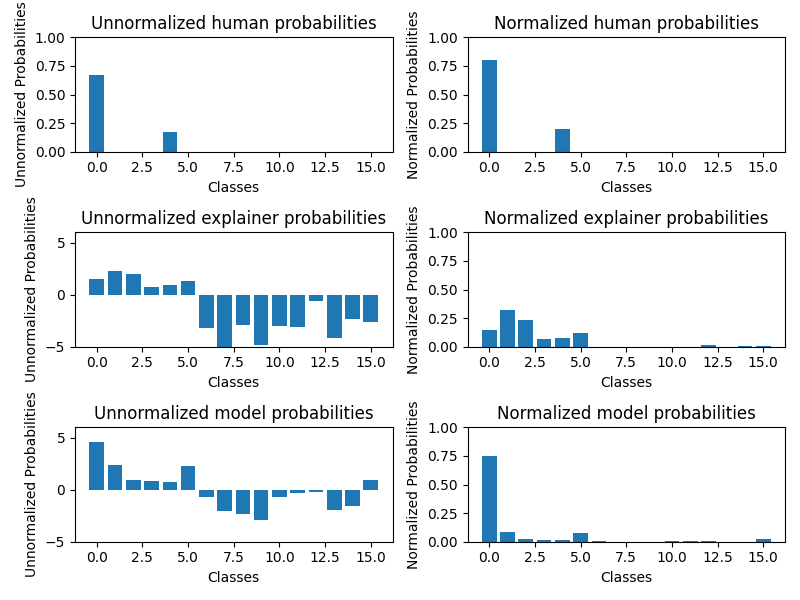 Unnormalized human probabilities
Unnormalized Probabilities
1.00
0.75
0.50
0.25
0.00
0.0 2.5 5.0 7.5 10.0 12.5 15.0
Classes
Normalized human probabilities
Normalized Probabilities
1.00
0.75
0.50
0.25
0.00
0.0 2.5 5.0 7.5 10.0 12.5 15.0
Classes
Unnormalized explainer probabilities
Unnormalized Probabilities
5
0
−5
0.0 2.5 5.0 7.5 10.0 12.5 15.0
Classes
Normalized explainer probabilities
Normalized Probabilities
1.00
0.75
0.50
0.25
0.00
0.0 2.5 5.0 7.5 10.0 12.5 15.0
Classes
Unnormalized model probabilities
Unnormalized Probabilities
5
0
−5
0.0 2.5 5.0 7.5 10.0 12.5 15.0
Classes
Normalized model probabilities
Normalized Probabilities
1.00
0.75
0.50
0.25
0.00
0.0 2.5 5.0 7.5 10.0 12.5 15.0
Classes